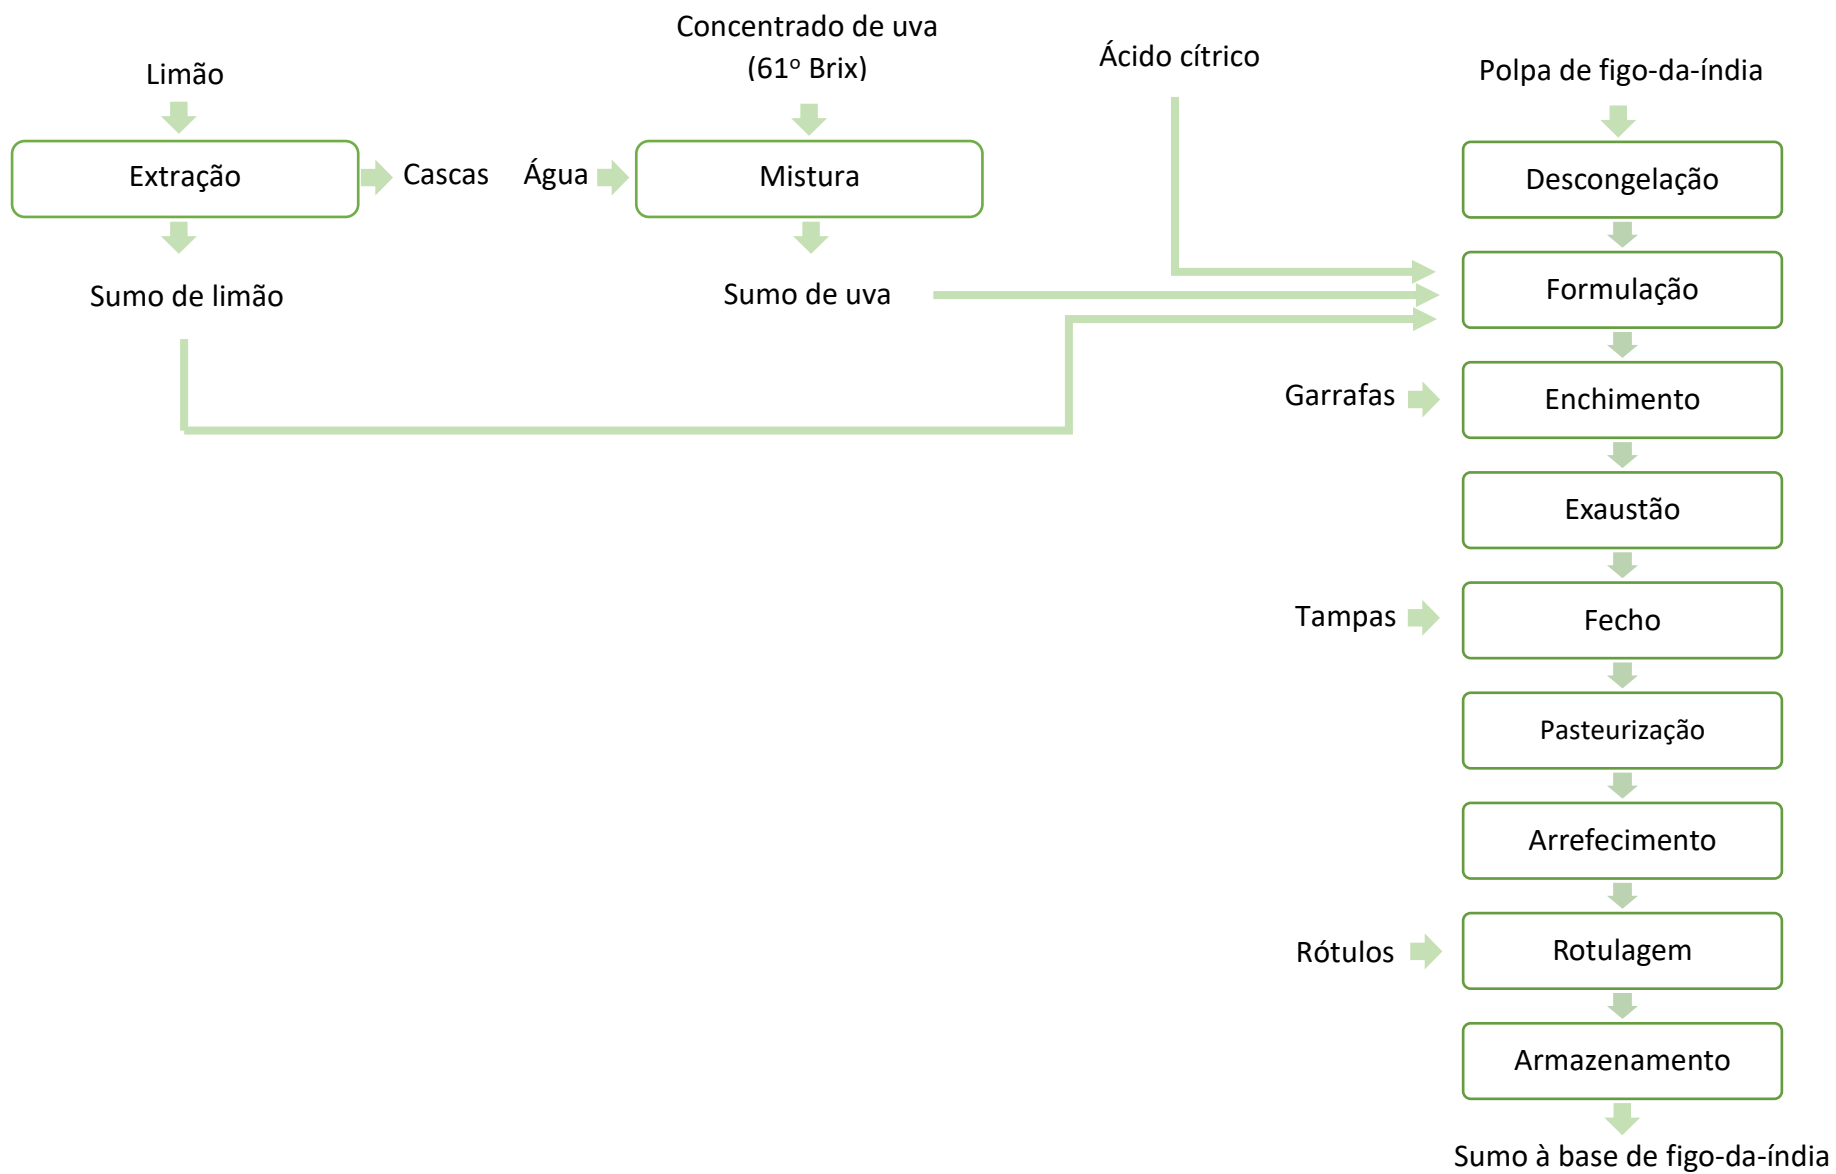 Concentrado de uva
(61º Brix)
Limão
Ácido cítrico
Polpa de figo-da-índia
Extração
Cascas
Água
Mistura
Descongelação
Sumo de limão
Sumo de uva
Formulação
Garrafas
Enchimento
Exaustão
Tampas
Fecho
Pasteurização
Arrefecimento
Rótulos
Rotulagem
Armazenamento
Sumo à base de figo-da-índia